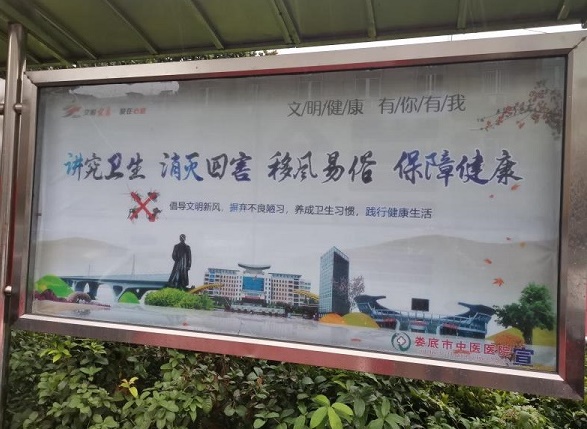 文/明/健/康 有/你/有/我
讲究卫生 消灭四害 移风易俗 保障健康
倡导文明新风，摒弃不良陋习，养成卫生习惯，践行健康生活
娄底市中医医院 宣